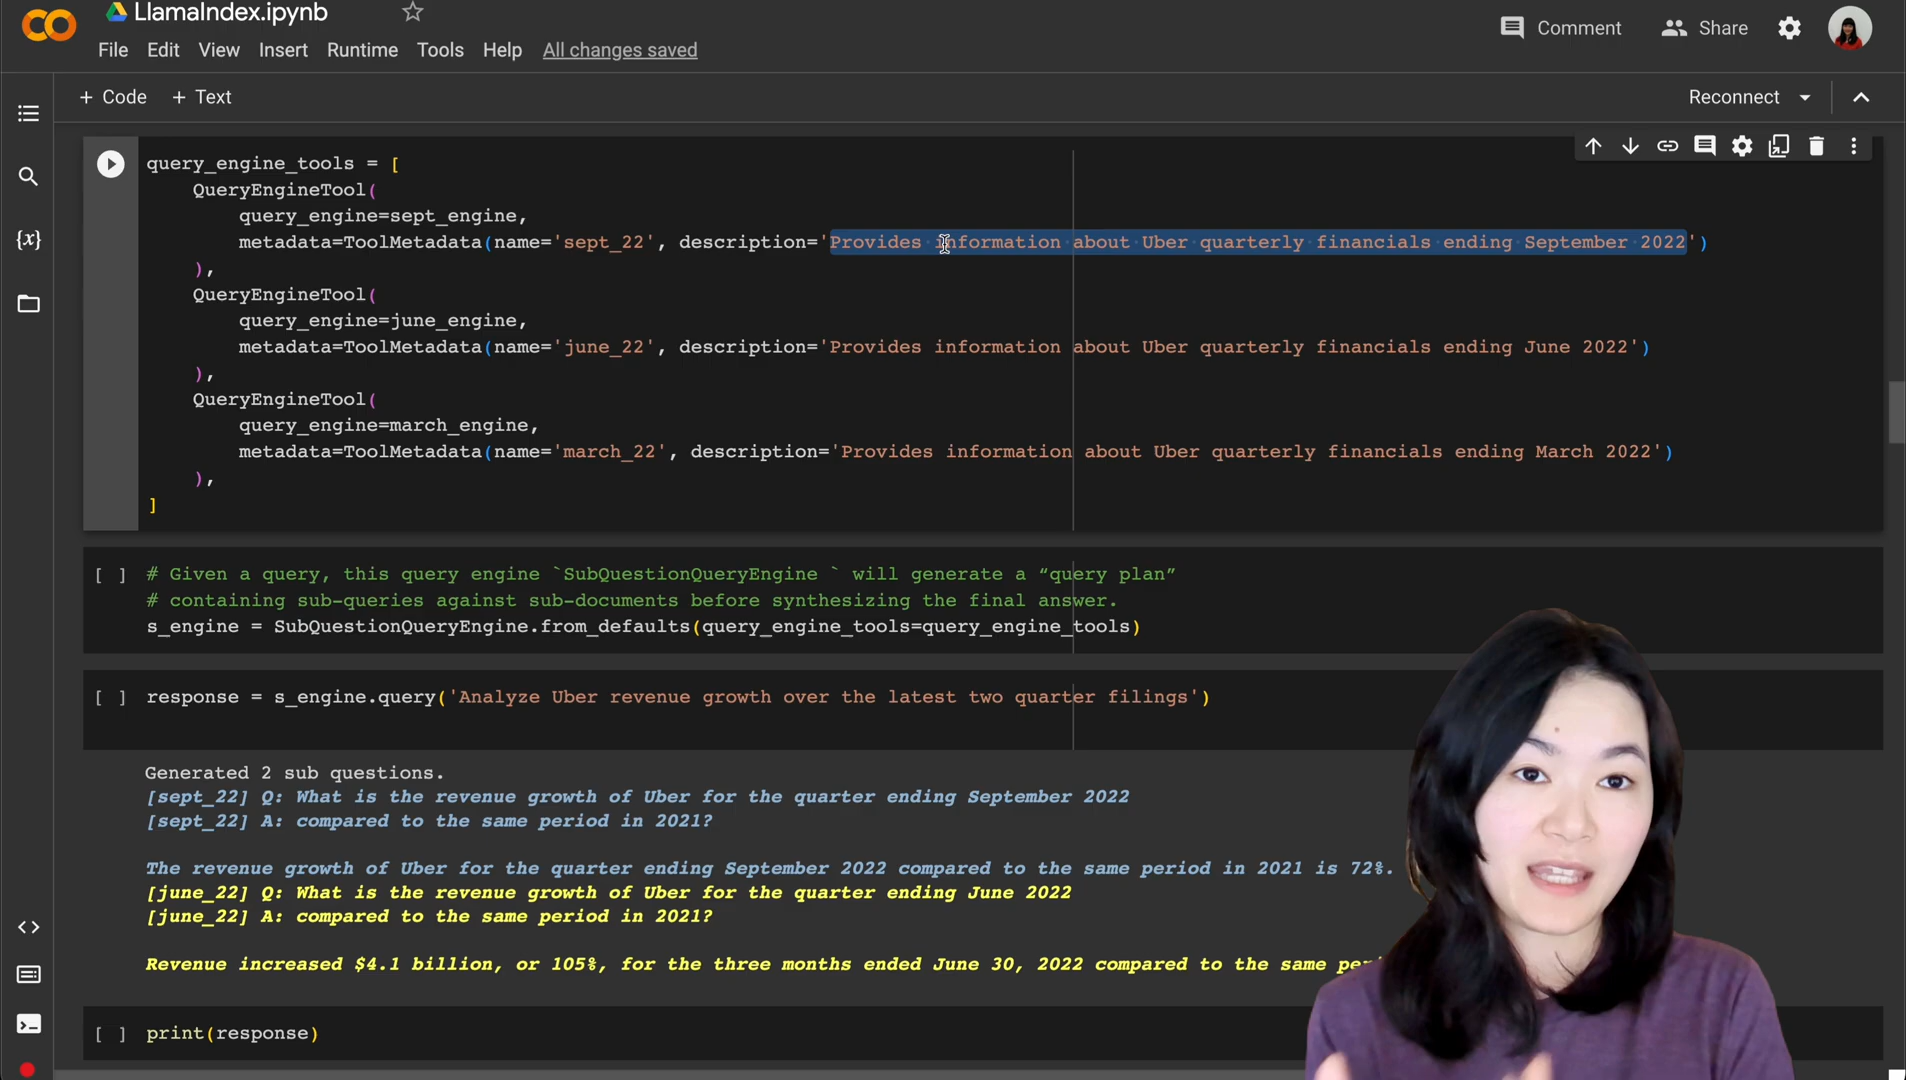 LlamaIndex.ipynb
Comment
Share
File Edit View Insert Runtime Tools Help All changes saved
+ Code + Text
Reconnect
{x}
query_engine_tools = [
QueryEngineTool(
query_engine=sept_engine,
metadata=ToolMetadata(name='sept_22', description='Provides information about Uber quarterly financials ending September 2022')
),
QueryEngineTool(
query_engine=june_engine,
metadata=ToolMetadata(name='june_22', description='Provides information about Uber quarterly financials ending June 2022')
),
QueryEngineTool(
query_engine=march_engine,
metadata=ToolMetadata(name='march_22', description='Provides information about Uber quarterly financials ending March 2022')
),
]
[ ] # Given a query, this query engine `SubQuestionQueryEngine ` will generate a “query plan”
# containing sub-queries against sub-documents before synthesizing the final answer.
s_engine = SubQuestionQueryEngine.from_defaults(query_engine_tools=query_engine_tools)
[ ] response = s_engine.query('Analyze Uber revenue growth over the latest two quarter filings')
Generated 2 sub questions.
[sept_22] Q: What is the revenue growth of Uber for the quarter ending September 2022
[sept_22] A: compared to the same period in 2021?
The revenue growth of Uber for the quarter ending September 2022 compared to the same period in 2021 is 72%.
[june_22] Q: What is the revenue growth of Uber for the quarter ending June 2022
[june_22] A: compared to the same period in 2021?
Revenue increased $4.1 billion, or 105%, for the three months ended June 30, 2022 compared to the same
[ ] print(response)